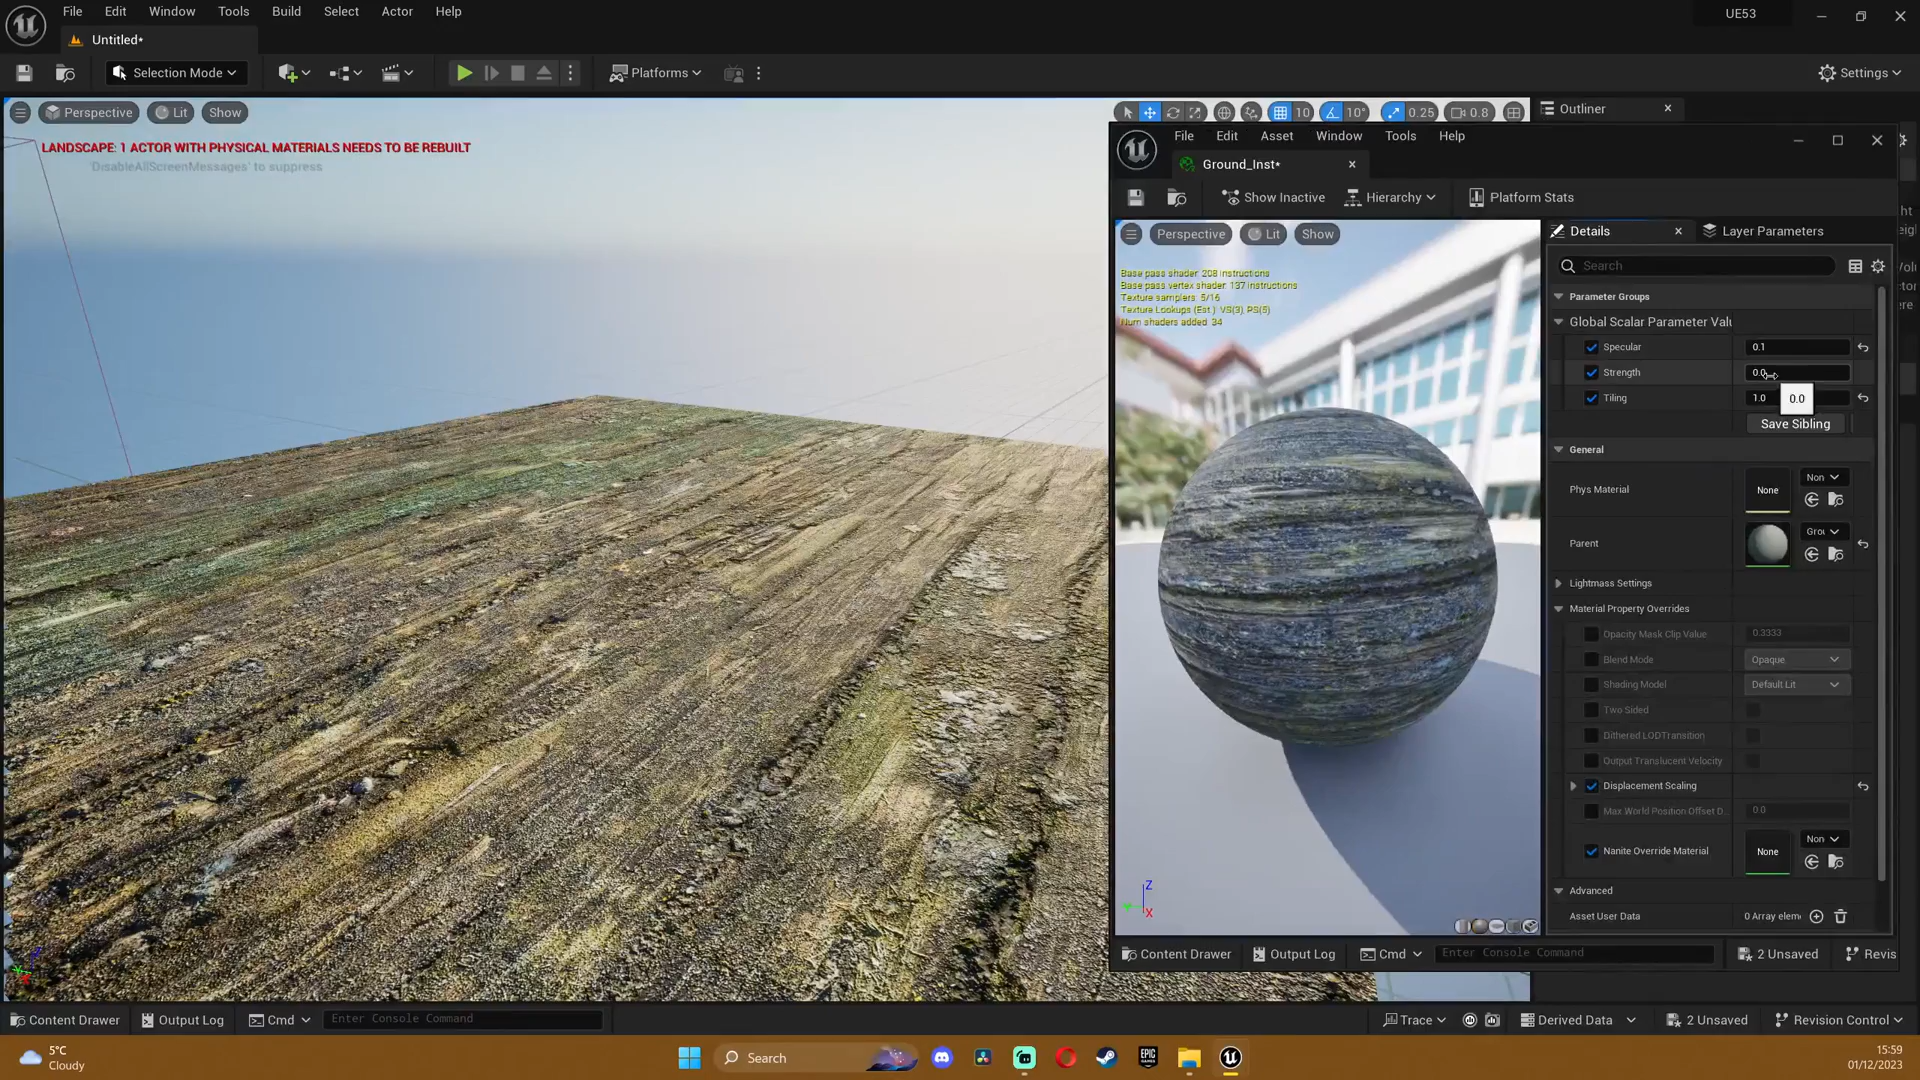 File Edit Window Tools Build Select Actor Help
UE53
Untitled*
Selection Mode
Platforms
Settings
Perspective Lit Show
10 10° 0.25 0.8
Outliner
LANDSCAPE: 1 ACTOR WITH PHYSICAL MATERIALS NEEDS TO BE REBUILT
'DisableAllScreenMessages' to suppress
File Edit Asset Window Tools Help
Ground_Inst*
Show Inactive Hierarchy Platform Stats
Perspective Lit Show
Base pass shader: 208 instructions
Base pass vertex shader: 137 instructions
Texture samplers: 5/16
Texture Lookups (Est.): VS(3), PS(5)
Num shaders added: 34
Details Layer Parameters
Search
Parameter Groups
Global Scalar Parameter Valu
Specular 0.1
Strength 0.0
Tiling 1.0
0.0
Save Sibling
General
Phys Material None Non
Parent Gro
Lightmass Settings
Material Property Overrides
Opacity Mask Clip Value 0.3333
Blend Mode Opaque
Shading Model Default Lit
Two Sided
Dithered LODTransition
Output Translucent Velocity
Displacement Scaling
Max World Position Offset D... 0.0
Nanite Override Material None Non
Advanced
Asset User Data 0 Array elem
Z
X
Content Drawer Output Log Cmd Enter Console Command 2 Unsaved Revis
Content Drawer Output Log Cmd Enter Console Command Trace Derived Data 2 Unsaved Revision Control
5°C
Cloudy
Search
EPIC
GAMES
15:59
01/12/2023